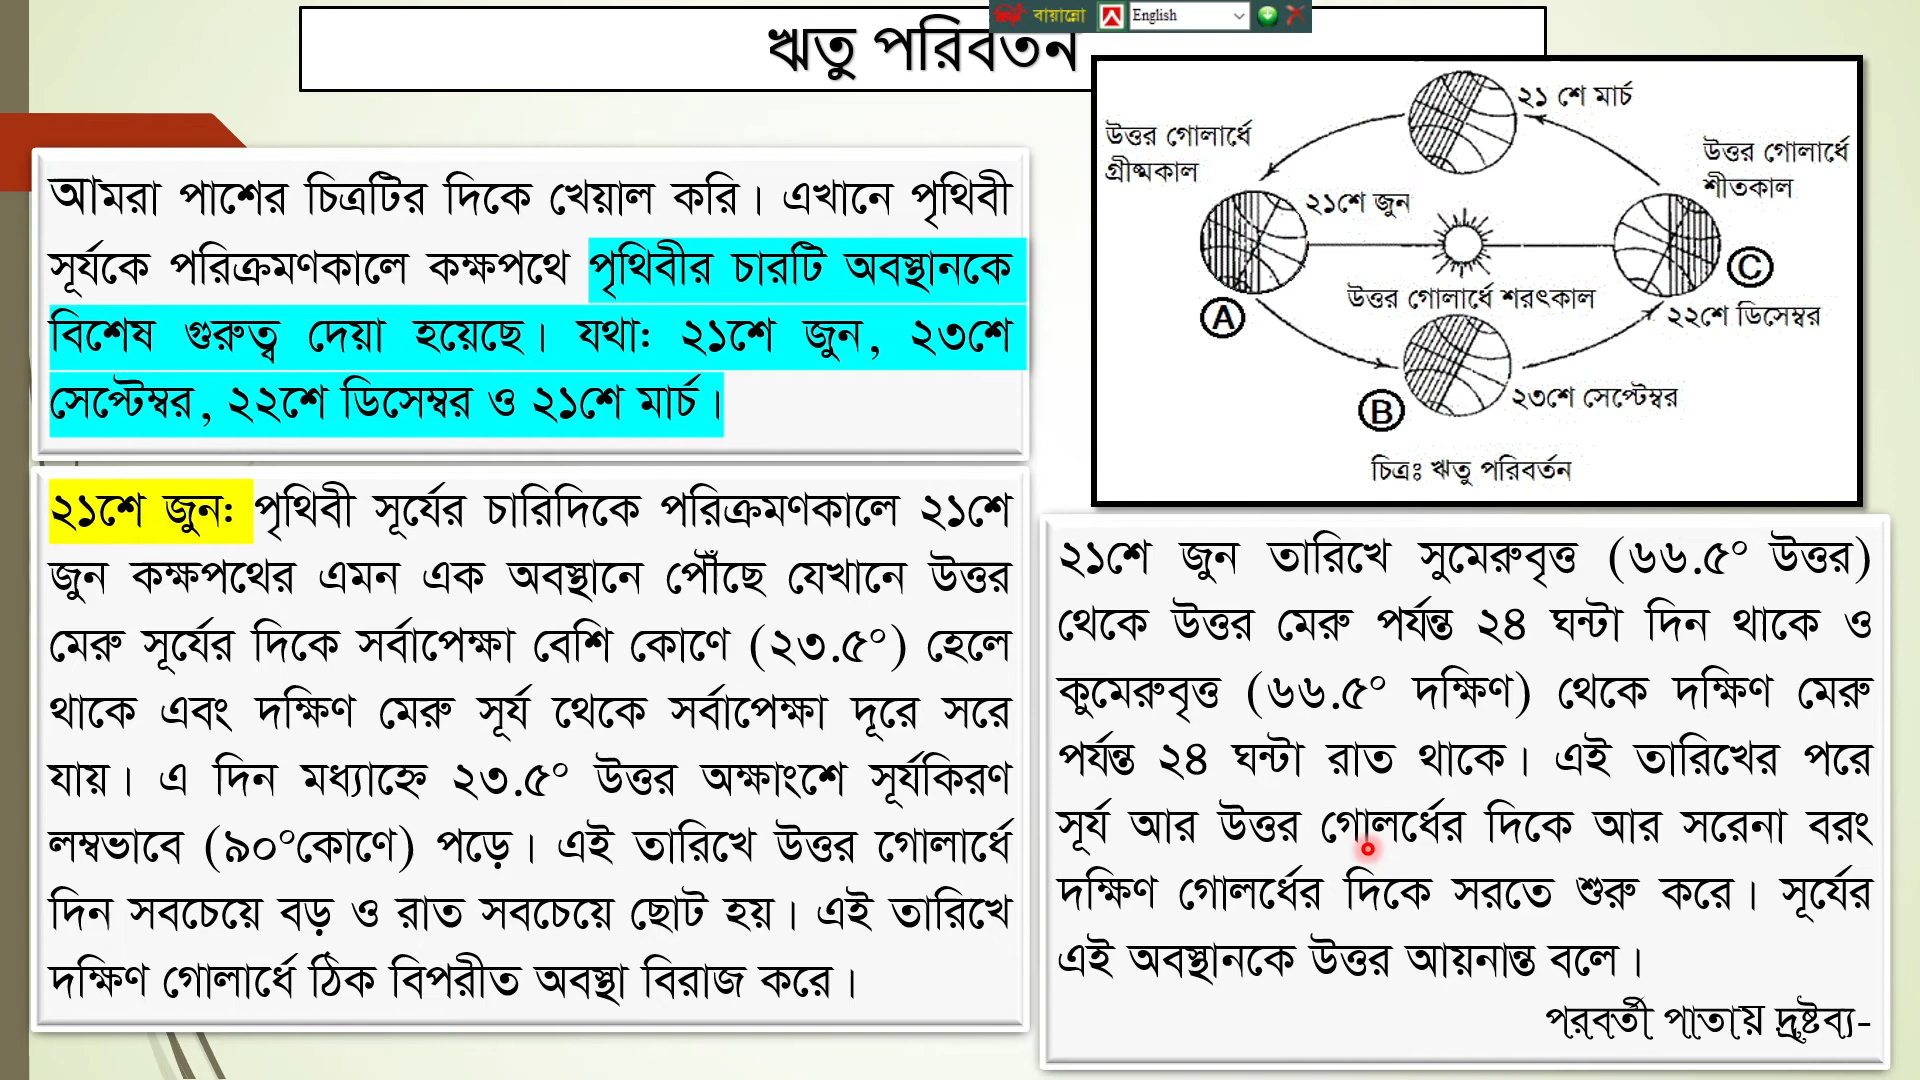 বায়ান্নো
English
ঋতু পরিবর্তন
আমরা পাশের চিত্রটির দিকে খেয়াল করি। এখানে পৃথিবী
সূর্যকে পরিক্রমণকালে কক্ষপথে পৃথিবীর চারটি অবস্থানকে
বিশেষ গুরুত্ব দেয়া হয়েছে। যথাঃ ২১শে জুন, ২৩শে
সেপ্টেম্বর, ২২শে ডিসেম্বর ও ২১শে মার্চ।
২১শে জুনঃ পৃথিবী সূর্যের চারিদিকে পরিক্রমণকালে ২১শে
জুন কক্ষপথের এমন এক অবস্থানে পৌঁছে যেখানে উত্তর
মেরু সূর্যের দিকে সর্বাপেক্ষা বেশি কোণে (২৩.৫°) হেলে
থাকে এবং দক্ষিণ মেরু সূর্য থেকে সর্বাপেক্ষা দূরে সরে
যায়। এ দিন মধ্যাহ্নে ২৩.৫° উত্তর অক্ষাংশে সূর্যকিরণ
লম্বভাবে (৯০°কোণে) পড়ে। এই তারিখে উত্তর গোলার্ধে
দিন সবচেয়ে বড় ও রাত সবচেয়ে ছোট হয়। এই তারিখে
দক্ষিণ গোলার্ধে ঠিক বিপরীত অবস্থা বিরাজ করে।
২১ শে মার্চ
উত্তর গোলার্ধে
গ্রীষ্মকাল
উত্তর গোলার্ধে
শীতকাল
২১শে জুন
A
উত্তর গোলার্ধে শরৎকাল
C
২২শে ডিসেম্বর
B
২৩শে সেপ্টেম্বর
চিত্রঃ ঋতু পরিবর্তন
২১শে জুন তারিখে সুমেরুবৃত্ত (৬৬.৫° উত্তর)
থেকে উত্তর মেরু পর্যন্ত ২৪ ঘন্টা দিন থাকে ও
কুমেরুবৃত্ত (৬৬.৫° দক্ষিণ) থেকে দক্ষিণ মেরু
পর্যন্ত ২৪ ঘন্টা রাত থাকে। এই তারিখের পরে
সূর্য আর উত্তর গোলর্ধের দিকে আর সরেনা বরং
দক্ষিণ গোলর্ধের দিকে সরতে শুরু করে। সূর্যের
এই অবস্থানকে উত্তর আয়নান্ত বলে।
পরবর্তী পাতায় দ্রষ্টব্য-